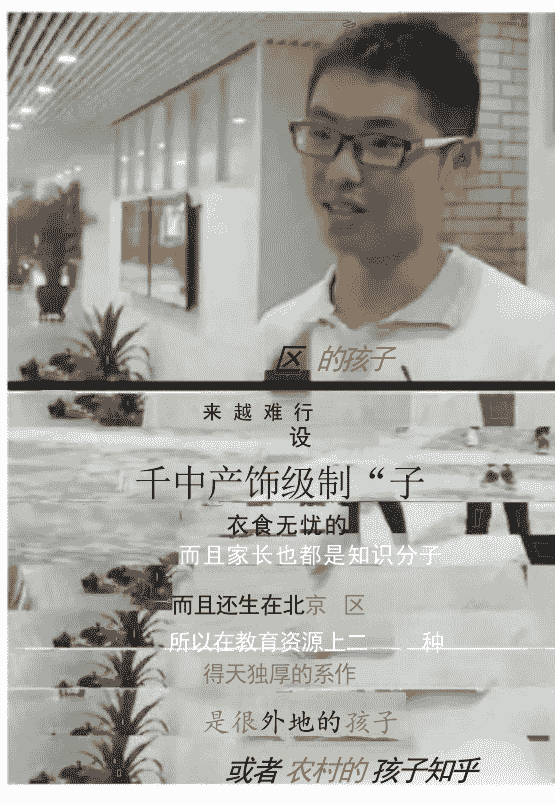 区 的孩子
来越难行
设
千中产饰级制“子
衣食无忧的
而且家长也都是知识分子
而且还生在北京 区
所以在教育资源上二 种
得天独厚的系作
是很外地的孩子
或者 农村的 孩子知乎